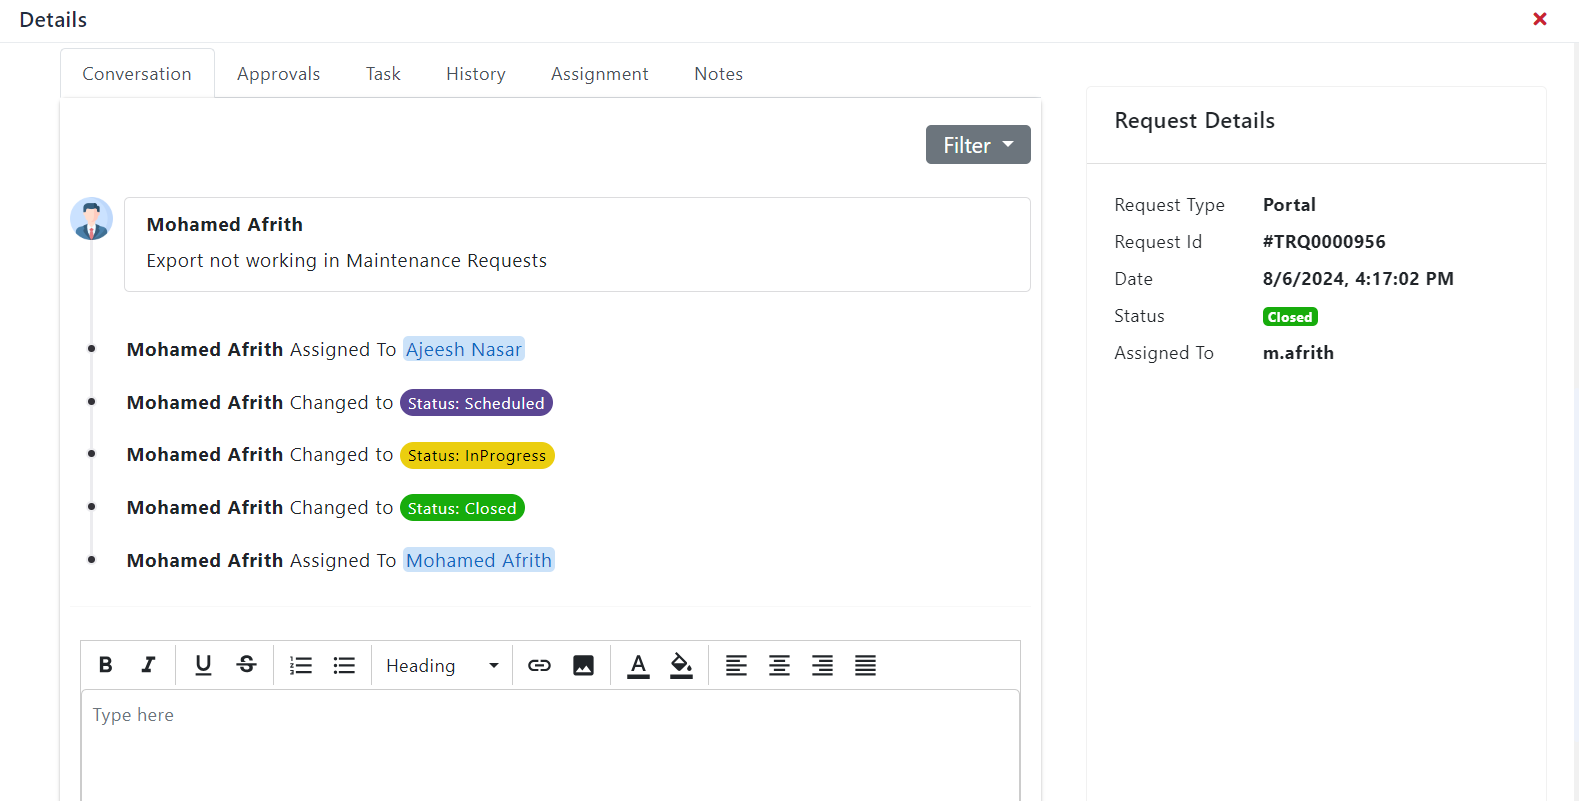 Details
Conversation Approvals Task History Assignment Notes
Filter
Mohamed Afrith
Export not working in Maintenance Requests
Mohamed Afrith Assigned To Ajeesh Nasar
Mohamed Afrith Changed to Status: Scheduled
Mohamed Afrith Changed to Status: InProgress
Mohamed Afrith Changed to Status: Closed
Mohamed Afrith Assigned To Mohamed Afrith
B I U S Heading A
Type here
Request Details
Request Type Portal
Request Id #TRQ0000956
Date 8/6/2024, 4:17:02 PM
Status Closed
Assigned To m.afrith